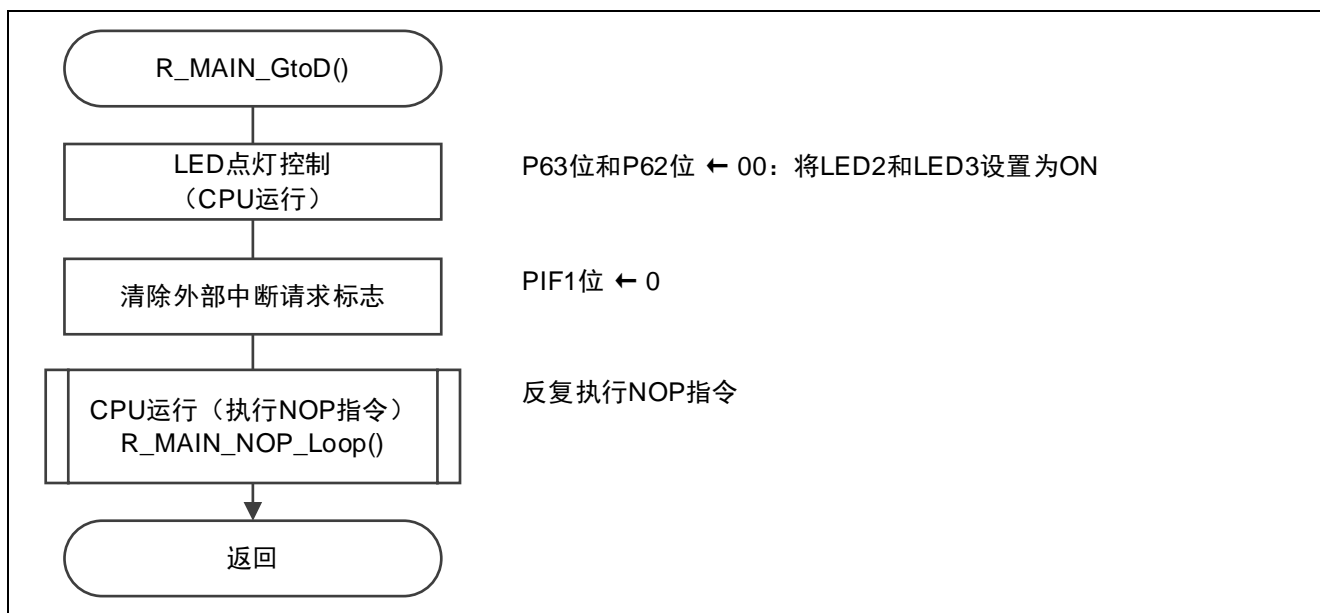 R_MAIN_GtoD()
LED点灯控制
（CPU运行）
P63位和P62位 ← 00：将LED2和LED3设置为ON
清除外部中断请求标志
PIF1位 ← 0
CPU运行（执行NOP指令）
R_MAIN_NOP_Loop()
反复执行NOP指令
返回